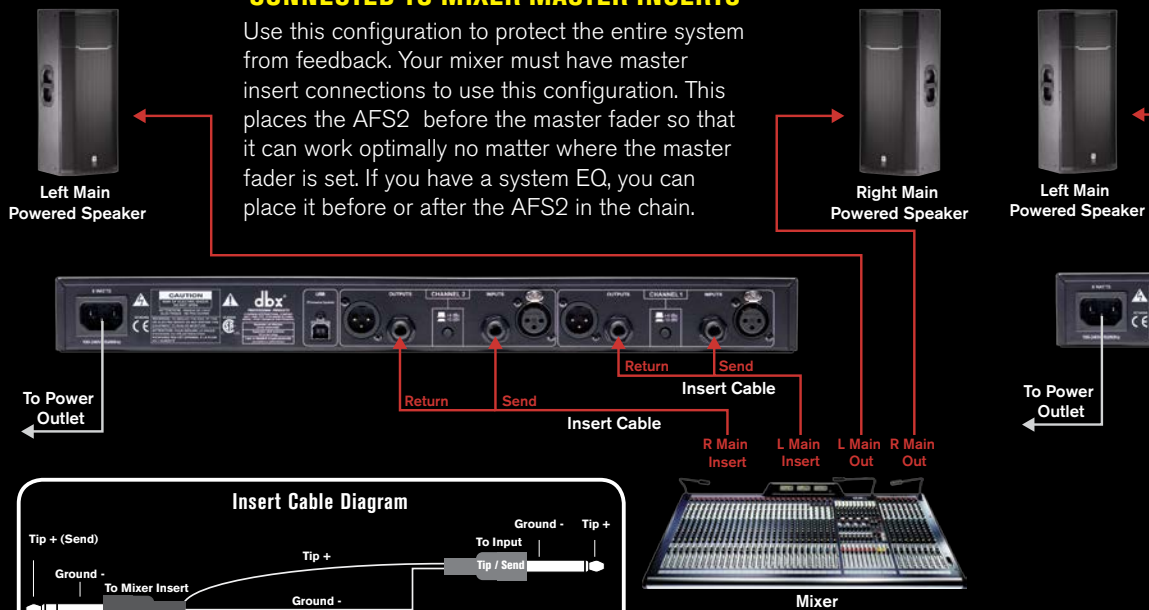 CONNECTED TO MIXER MASTER INSERTS
Use this configuration to protect the entire system
from feedback. Your mixer must have master
insert connections to use this configuration. This
places the AFS2 before the master fader so that
it can work optimally no matter where the master
fader is set. If you have a system EQ, you can
place it before or after the AFS2 in the chain.
Left Main
Powered Speaker
Right Main
Powered Speaker
Left Main
Powered Speaker
CAUTION
dbx
USB
OUTPUTS
CHANNEL 2
INPUTS
OUTPUTS
CHANNEL 1
INPUTS
Return
Send
Insert Cable
Return
Send
Insert Cable
To Power
Outlet
To Power
Outlet
R Main
Insert
L Main
Insert
L Main
Out
R Main
Out
Insert Cable Diagram
Tip + (Send)
Ground -
To Mixer Insert
Tip +
Ground -
Ground -
Tip +
To Input
Tip / Send
Mixer